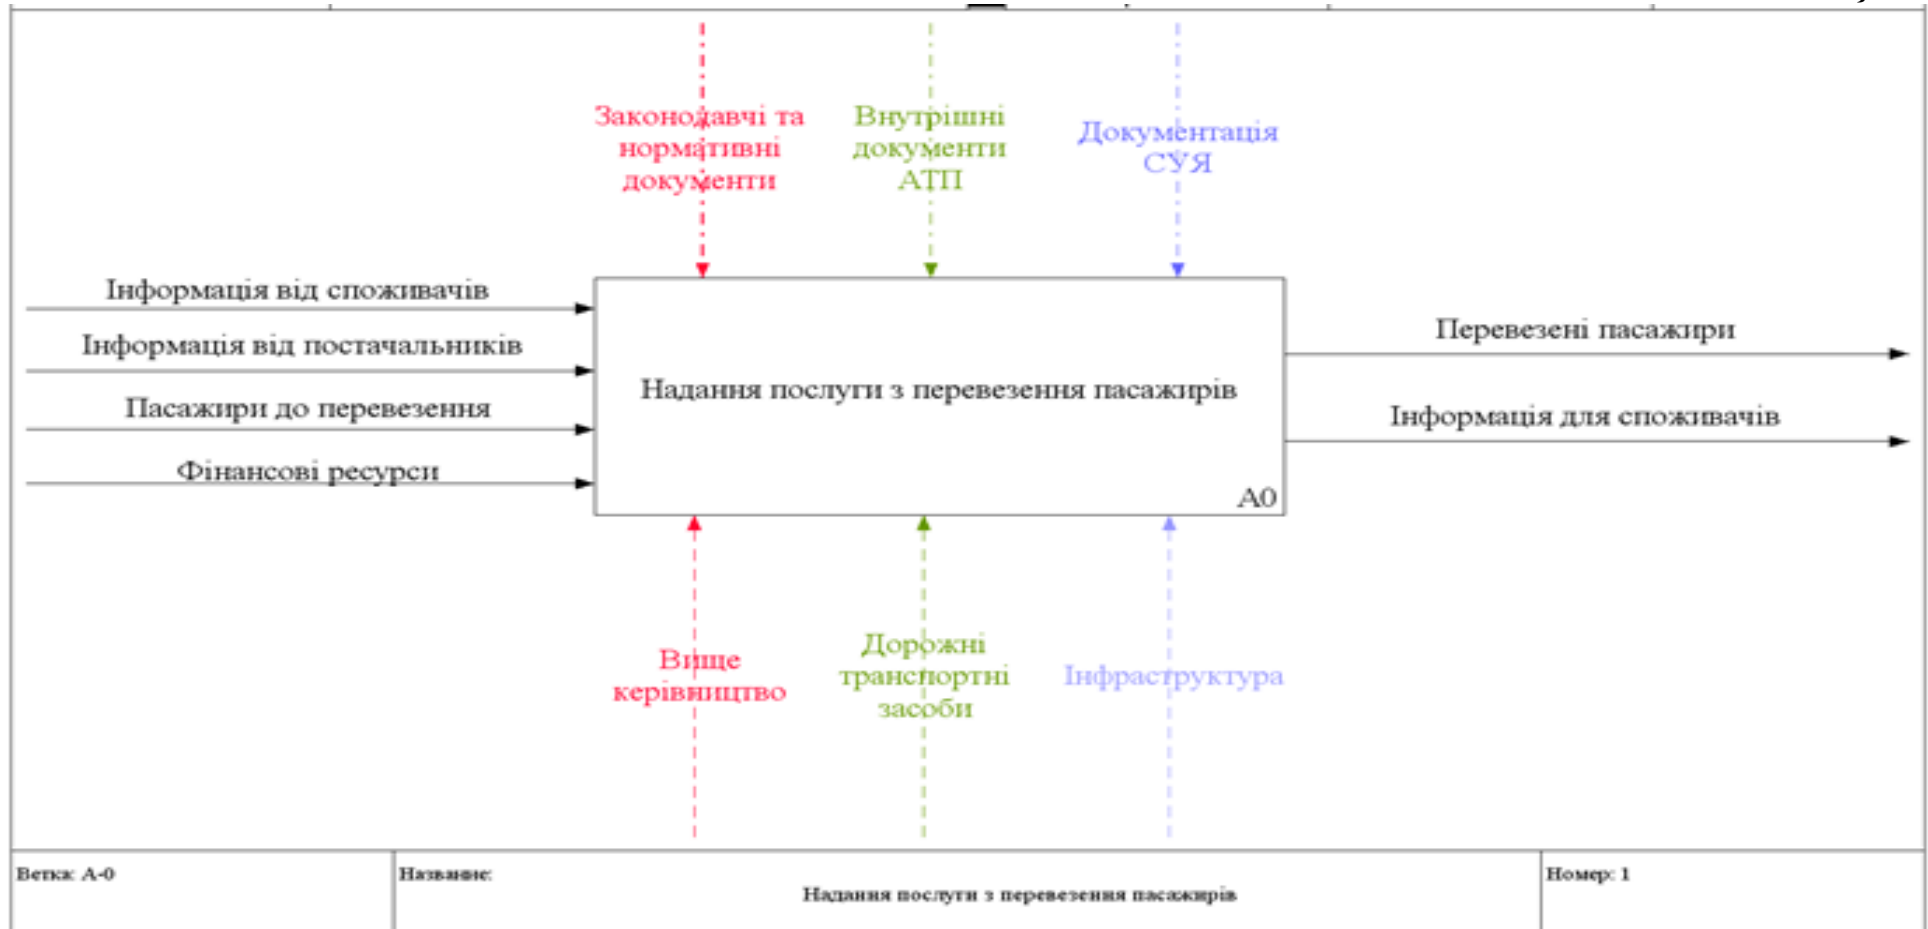 Законодавчі та
нормативні
документи
Внутрішні
документи
АТП
Документація
СУЯ
Інформація від споживачів
Інформація від постачальників
Пасажири до перевезення
Фінансові ресурси
Надання послуги з перевезення пасажирів
А0
Перевезені пасажири
Інформація для споживачів
Вище
керівництво
Дорожні
транспортні
засоби
Інфраструктура
Ветка: А-0
Название:
Надання послуги з перевезення пасажирів
Номер: 1